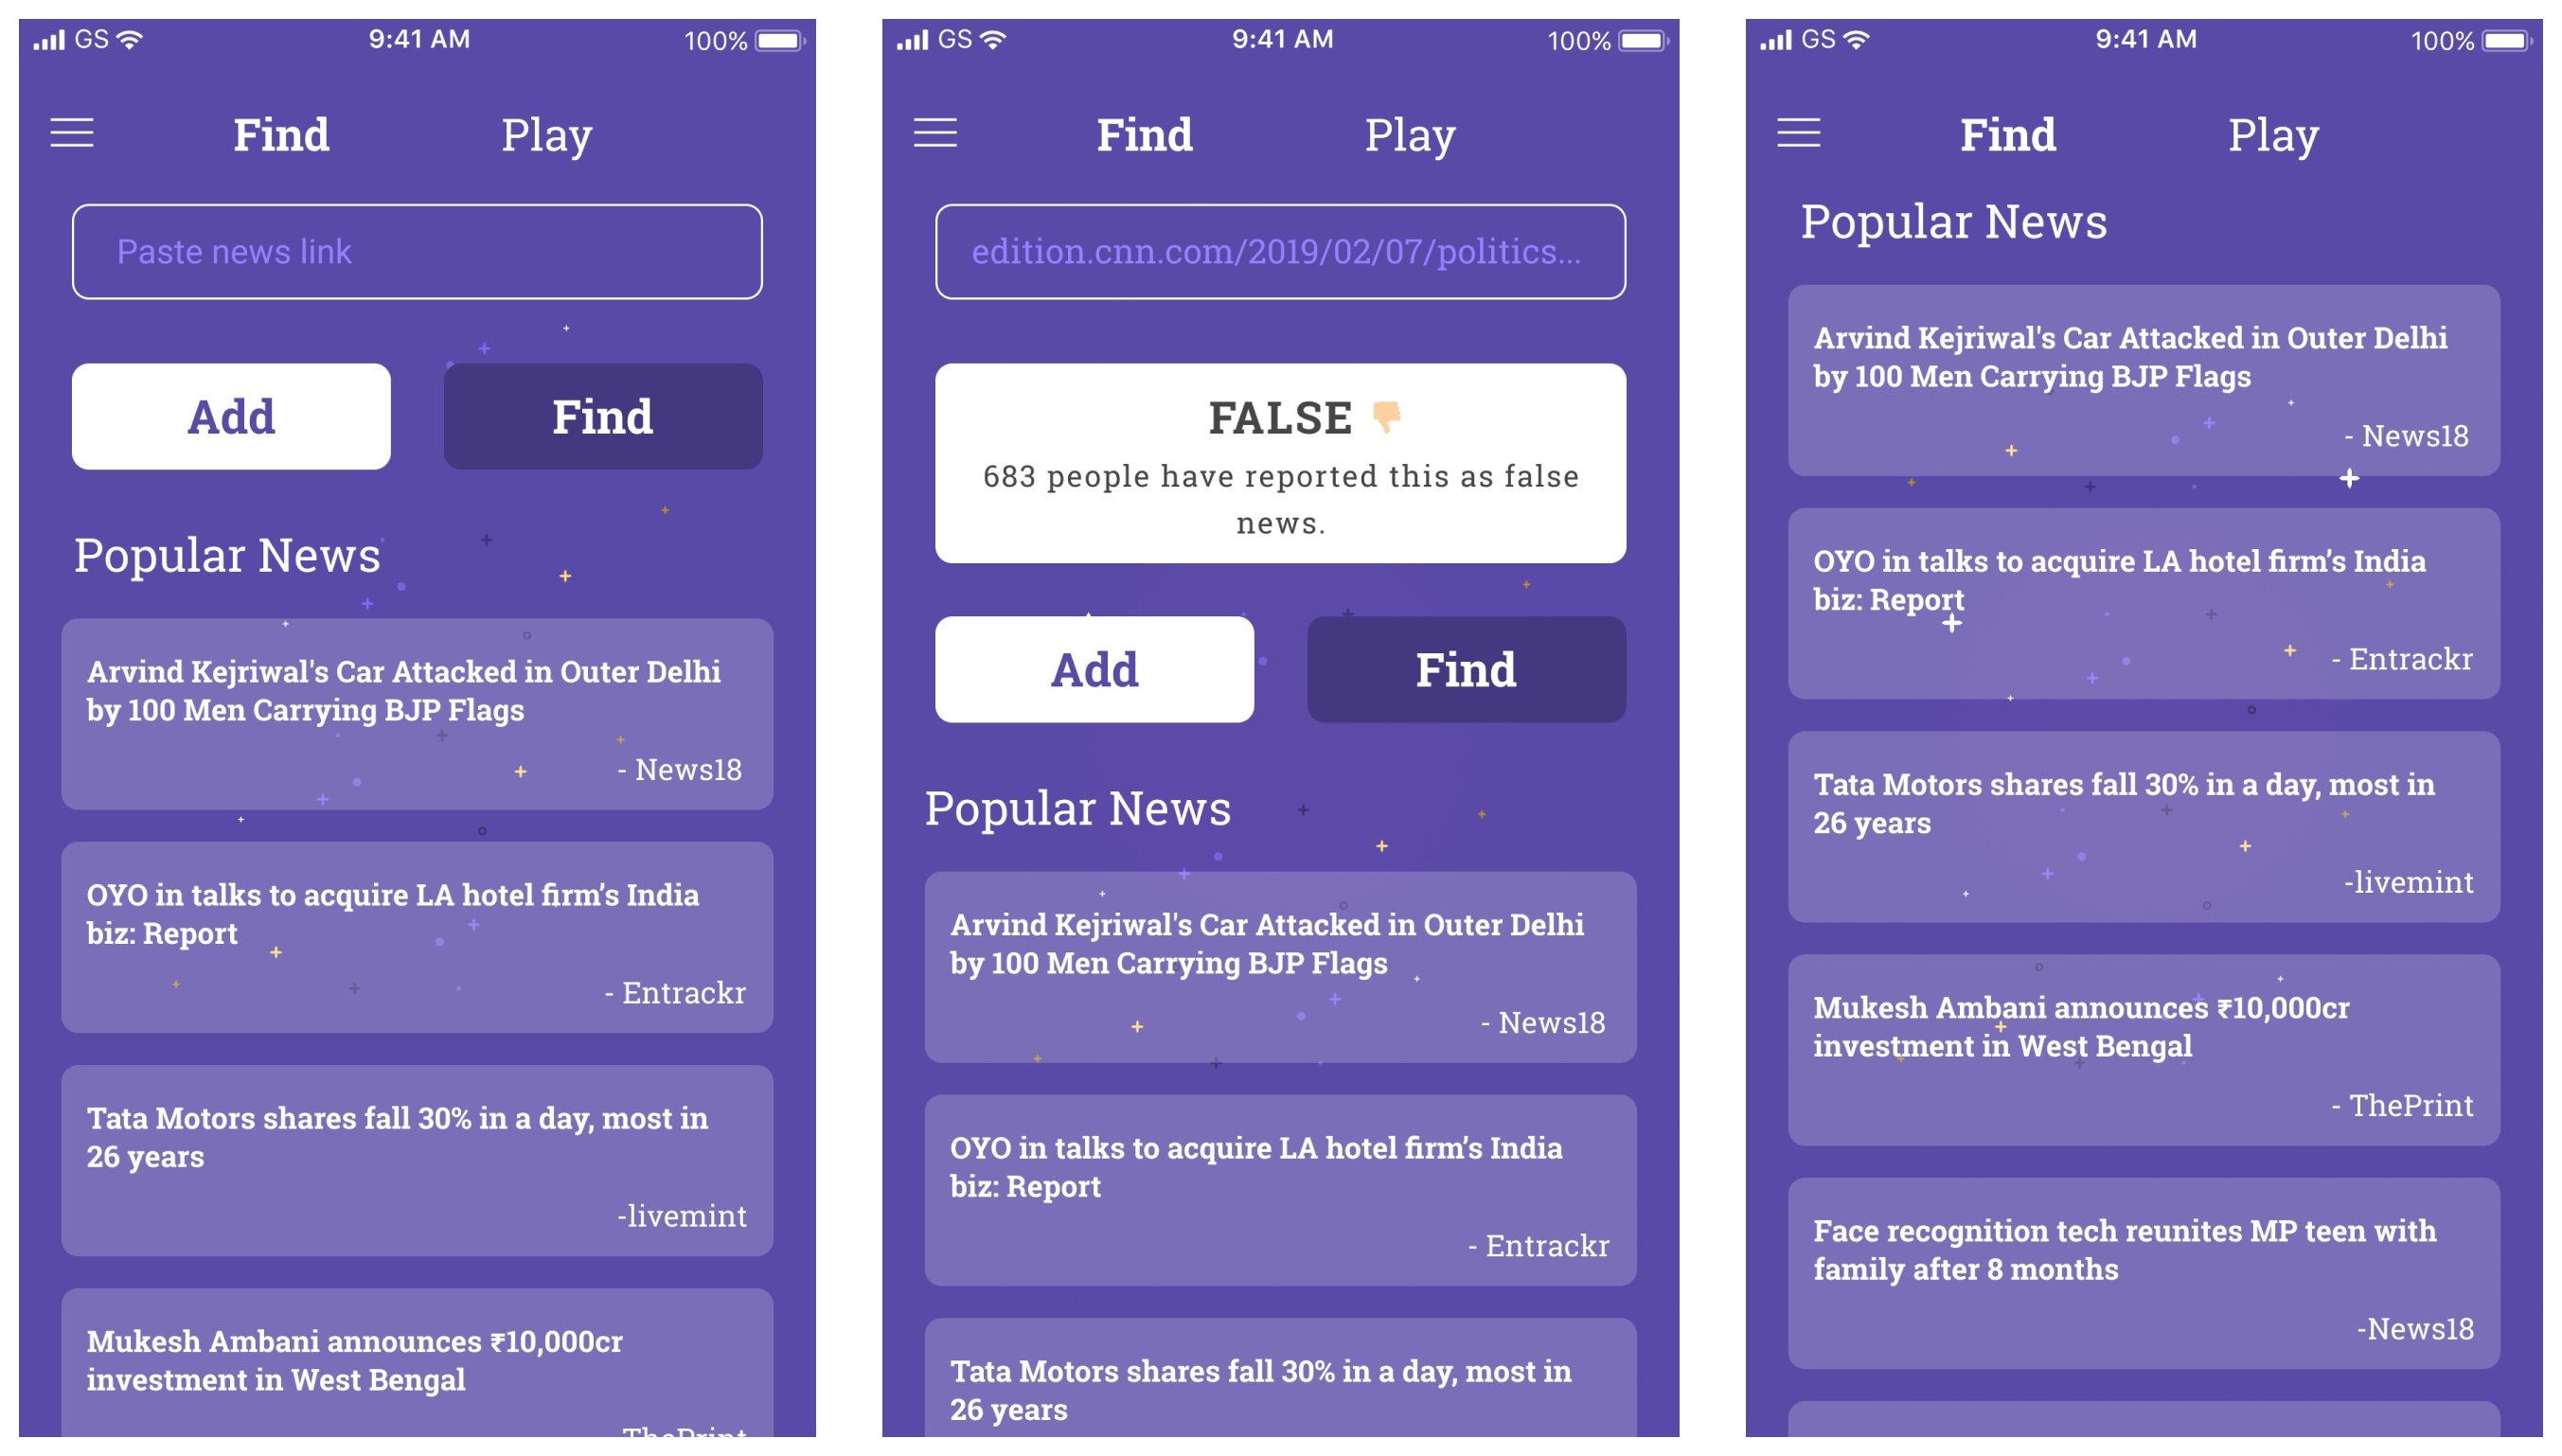 GS 9:41 AM 100%
Find Play
Paste news link
Add Find
Popular News
Arvind Kejriwal's Car Attacked in Outer Delhi
by 100 Men Carrying BJP Flags
- News18
OYO in talks to acquire LA hotel firm’s India
biz: Report
- Entrackr
Tata Motors shares fall 30% in a day, most in
26 years
-livemint
Mukesh Ambani announces ₹10,000cr
investment in West Bengal
ThePrint
GS 9:41 AM 100%
Find Play
edition.cnn.com/2019/02/07/politics...
FALSE 👎
683 people have reported this as false
news.
Add Find
Popular News
Arvind Kejriwal's Car Attacked in Outer Delhi
by 100 Men Carrying BJP Flags
- News18
OYO in talks to acquire LA hotel firm’s India
biz: Report
- Entrackr
Tata Motors shares fall 30% in a day, most in
26 years
GS 9:41 AM 100%
Find Play
Popular News
Arvind Kejriwal's Car Attacked in Outer Delhi
by 100 Men Carrying BJP Flags
- News18
OYO in talks to acquire LA hotel firm’s India
biz: Report
- Entrackr
Tata Motors shares fall 30% in a day, most in
26 years
-livemint
Mukesh Ambani announces ₹10,000cr
investment in West Bengal
- ThePrint
Face recognition tech reunites MP teen with
family after 8 months
-News18